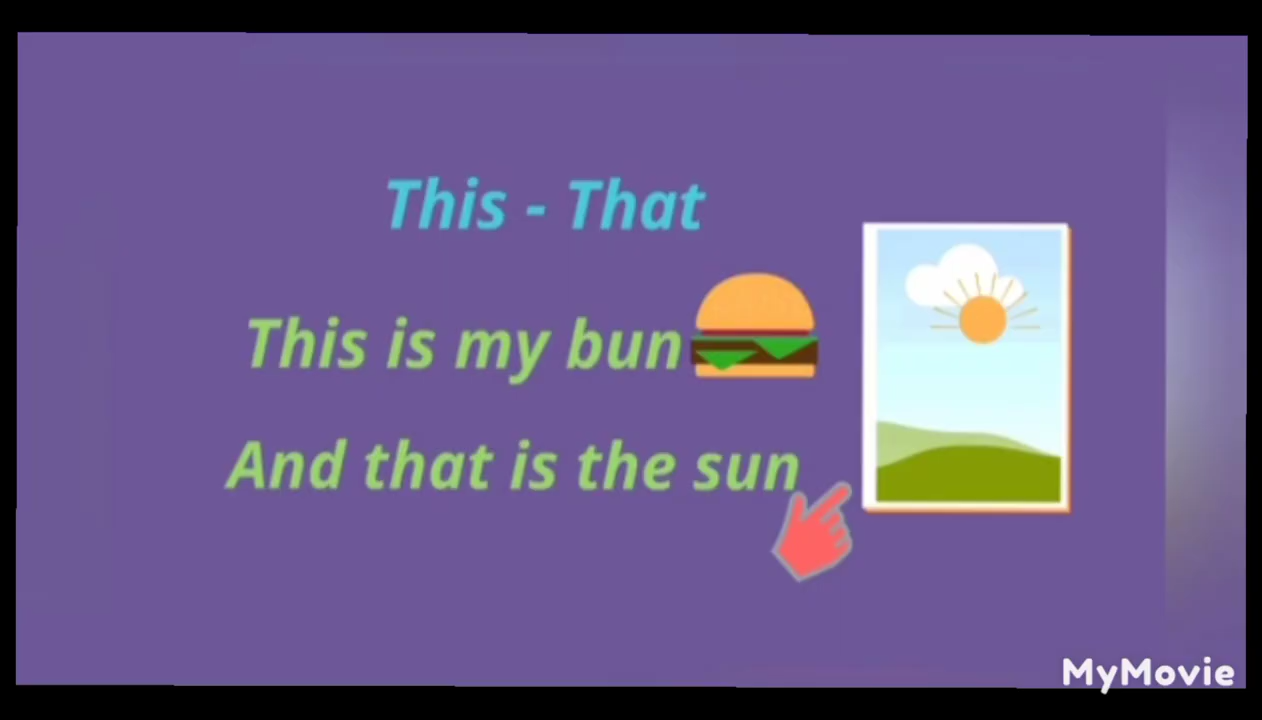 This - That
This is my bun
And that is the sun
MyMovie